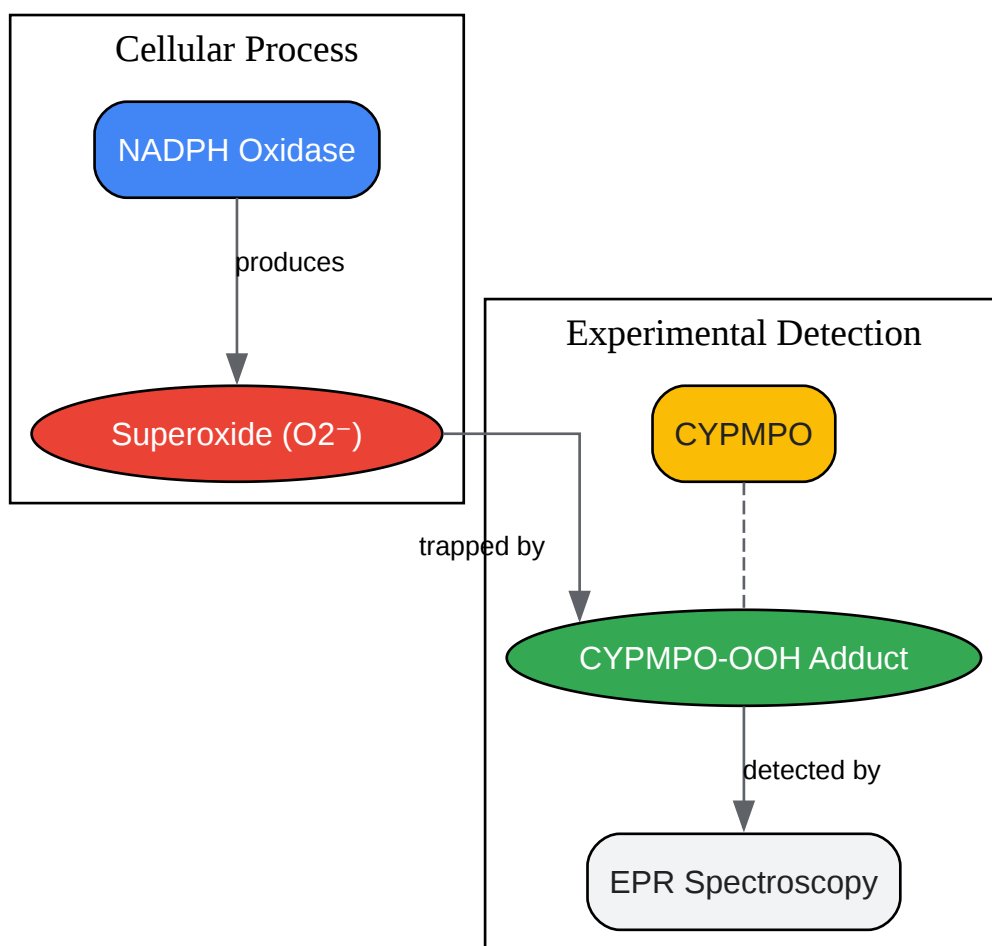 Cellular Process
NADPH Oxidase
produces
Superoxide (O2⁻)
trapped by
Experimental Detection
CYPMPO
CYPMPO-OOH Adduct
detected by
EPR Spectroscopy